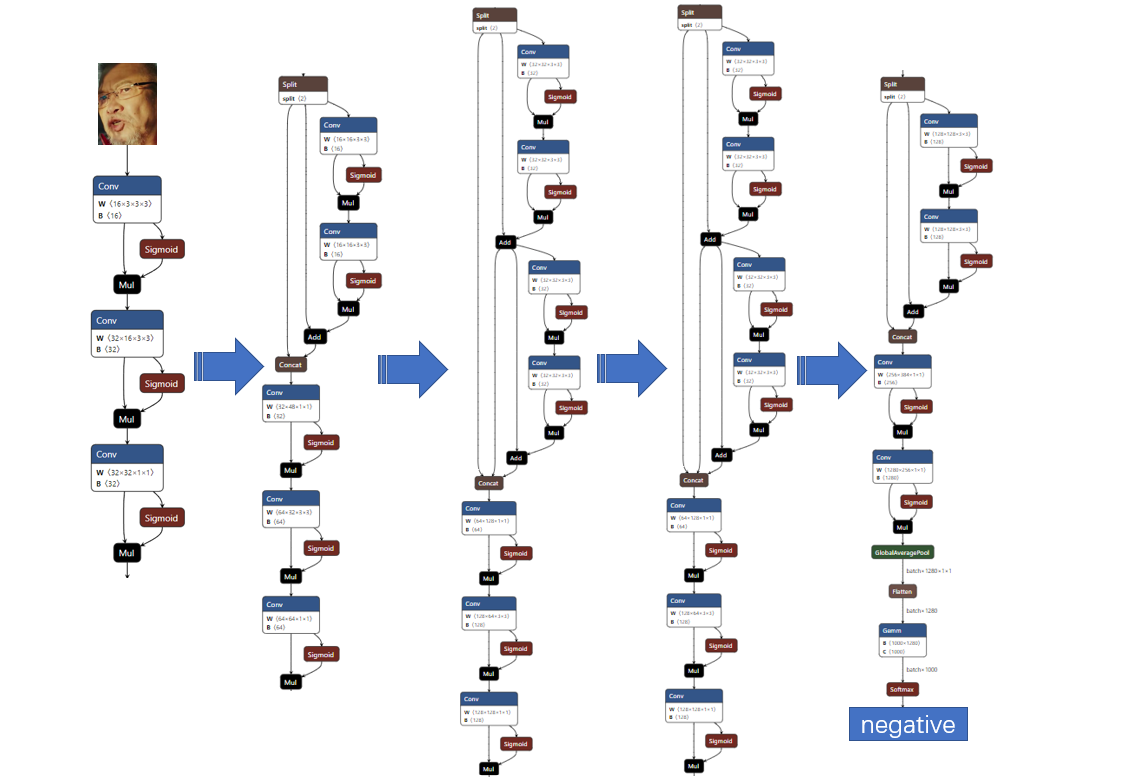 Conv
W (16×3×3×3)
B (16)
Sigmoid
Mul
Conv
W (32×16×3×3)
B (32)
Sigmoid
Mul
Conv
W (32×32×1×1)
B (32)
Sigmoid
Mul
Split
split (2)
Conv
W (16×16×3×3)
B (16)
Sigmoid
Mul
Conv
W (16×16×3×3)
B (16)
Sigmoid
Mul
Add
Concat
Conv
W (32×48×1×1)
B (32)
Sigmoid
Mul
Conv
W (64×32×3×3)
B (64)
Sigmoid
Mul
Conv
W (64×64×1×1)
B (64)
Sigmoid
Mul
Split
split (2)
Conv
W (32×32×3×3)
B (32)
Sigmoid
Mul
Conv
W (32×32×3×3)
B (32)
Sigmoid
Mul
Add
Conv
W (32×32×3×3)
B (32)
Sigmoid
Mul
Conv
W (32×32×3×3)
B (32)
Sigmoid
Mul
Add
Concat
Conv
W (64×128×1×1)
B (64)
Sigmoid
Mul
Conv
W (128×64×3×3)
B (128)
Sigmoid
Mul
Conv
W (128×128×1×1)
B (128)
Sigmoid
Mul
Split
split (2)
Conv
W (32×32×3×3)
B (32)
Sigmoid
Mul
Conv
W (32×32×3×3)
B (32)
Sigmoid
Mul
Add
Conv
W (32×32×3×3)
B (32)
Sigmoid
Mul
Conv
W (32×32×3×3)
B (32)
Sigmoid
Mul
Add
Concat
Conv
W (64×128×1×1)
B (64)
Sigmoid
Mul
Conv
W (128×64×3×3)
B (128)
Sigmoid
Mul
Conv
W (128×128×1×1)
B (128)
Sigmoid
Mul
Split
split (2)
Conv
W (128×128×3×3)
B (128)
Sigmoid
Mul
Conv
W (128×128×3×3)
B (128)
Sigmoid
Mul
Add
Concat
Conv
W (256×384×1×1)
B (256)
Sigmoid
Mul
Conv
W (1280×256×1×1)
B (1280)
Sigmoid
Mul
GlobalAveragePool
batch×1280×1×1
Flatten
batch×1280
Gemm
B (1000×1280)
C (1000)
batch×1000
Softmax
negative